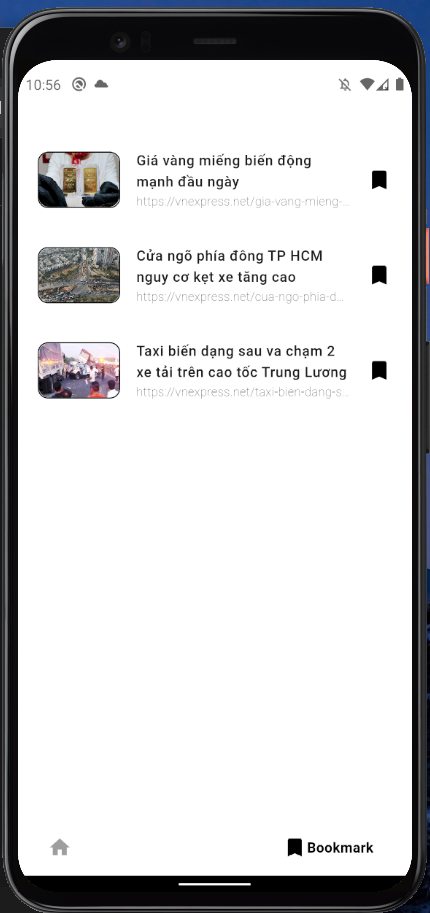 10:56
Giá vàng miếng biến động
mạnh đầu ngày
https://vnexpress.net/gia-vang-mieng-...
Cửa ngõ phía đông TP HCM
nguy cơ kẹt xe tăng cao
https://vnexpress.net/cua-ngo-phia-d...
Taxi biến dạng sau va chạm 2
xe tải trên cao tốc Trung Lương
https://vnexpress.net/taxi-bien-dang-s...
Bookmark